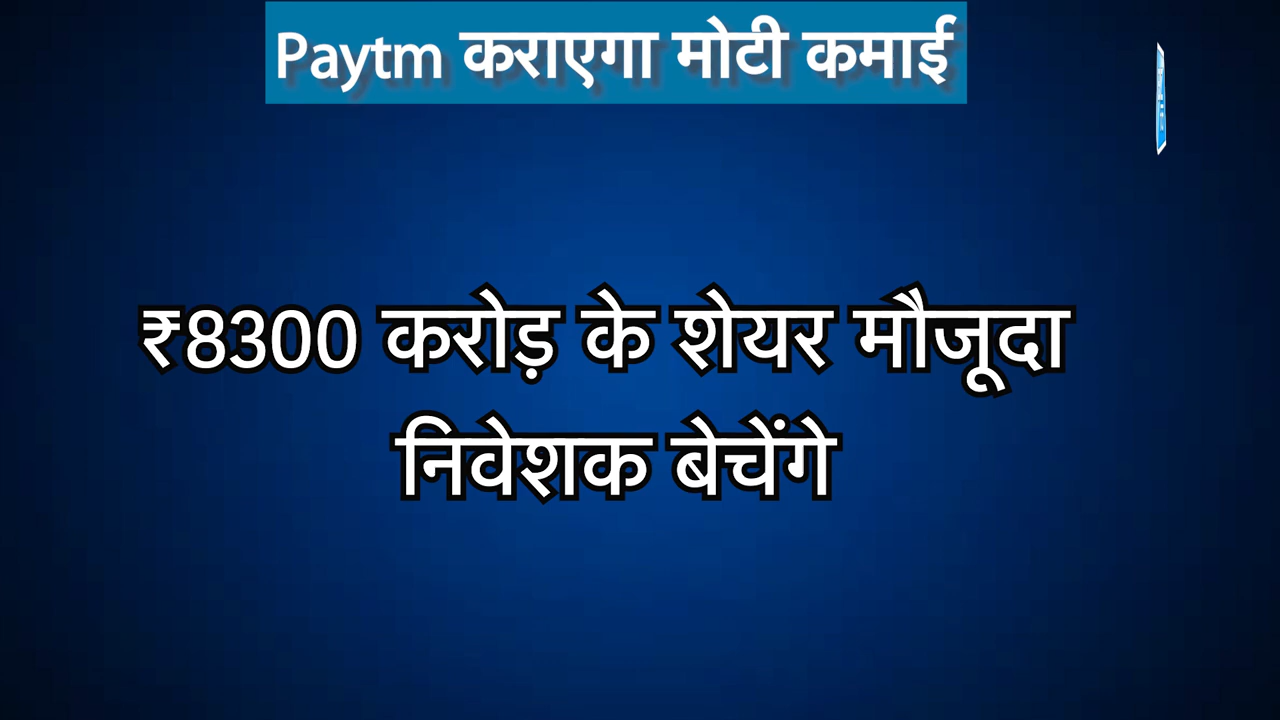 Paytm कराएगा मोटी कमाई
₹8300 करोड़ के शेयर मौजूदा
निवेशक बेचेंगे